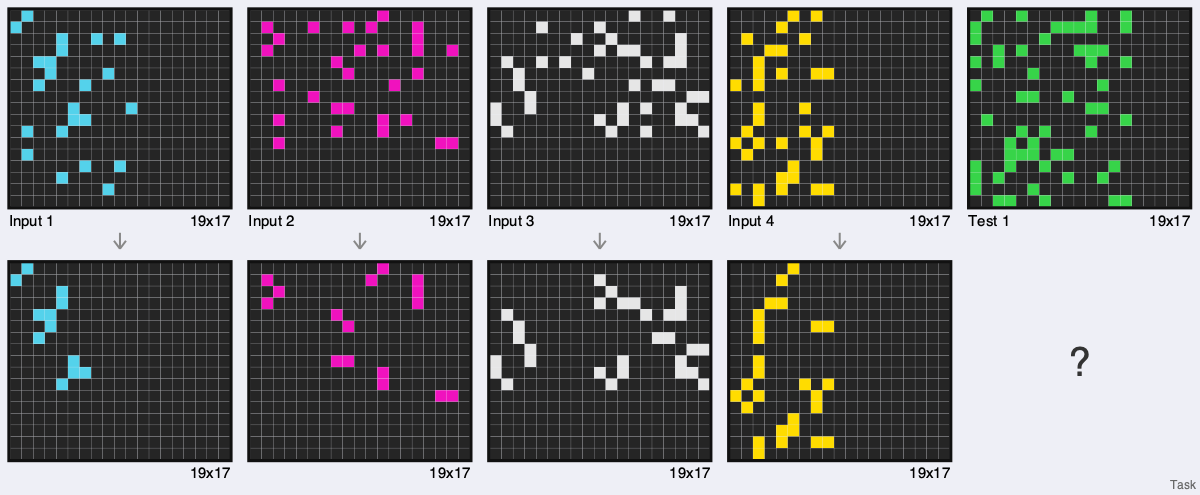 Input 1 19x17
Input 2 19x17
Input 3 19x17
Input 4 19x17
Test 1 19x17
?
19x17
19x17
19x17
19x17
Task